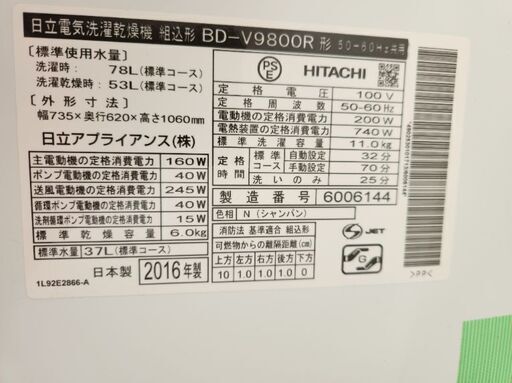 日立電気洗濯乾燥機 組込形 BD-V9800R 形 50-60Hz共用
〔標準使用水量〕
洗濯時： 78L(標準コース)
洗濯乾燥時： 53L(標準コース)
〔外形寸法〕
幅735×奥行620×高さ1060mm
日立アプライアンス(株)
主電動機の定格消費電力 160W
ポンプ電動機の定格消費電力 40W
送風電動機の定格消費電力 245W
循環ポンプ電動機の定格消費電力 40W
洗剤循環ポンプ電動機の定格消費電力 15W
標準乾燥容量 6.0kg
標準水量 37L(標準コース)
日本製 2016年製
1L92E2866-A
PSE
HITACHI
定格電圧 100V
定格周波数 50-60Hz
電動機の定格消費電力 200W
電熱装置の定格消費電力 740W
標準洗濯容量 11.0kg
定格時間 標準コース 自動設定 32分
手動設定 70分
洗いのみ 25分
製造番号 6006144
色相 N(シャンパン)
消防法 基準適合 組込形
可燃物からの離隔距離(cm)
上方 左方 右方 前方 後方 下方
10 1.0 1.0 1.0 1.0 0
S JET
G
>PP<